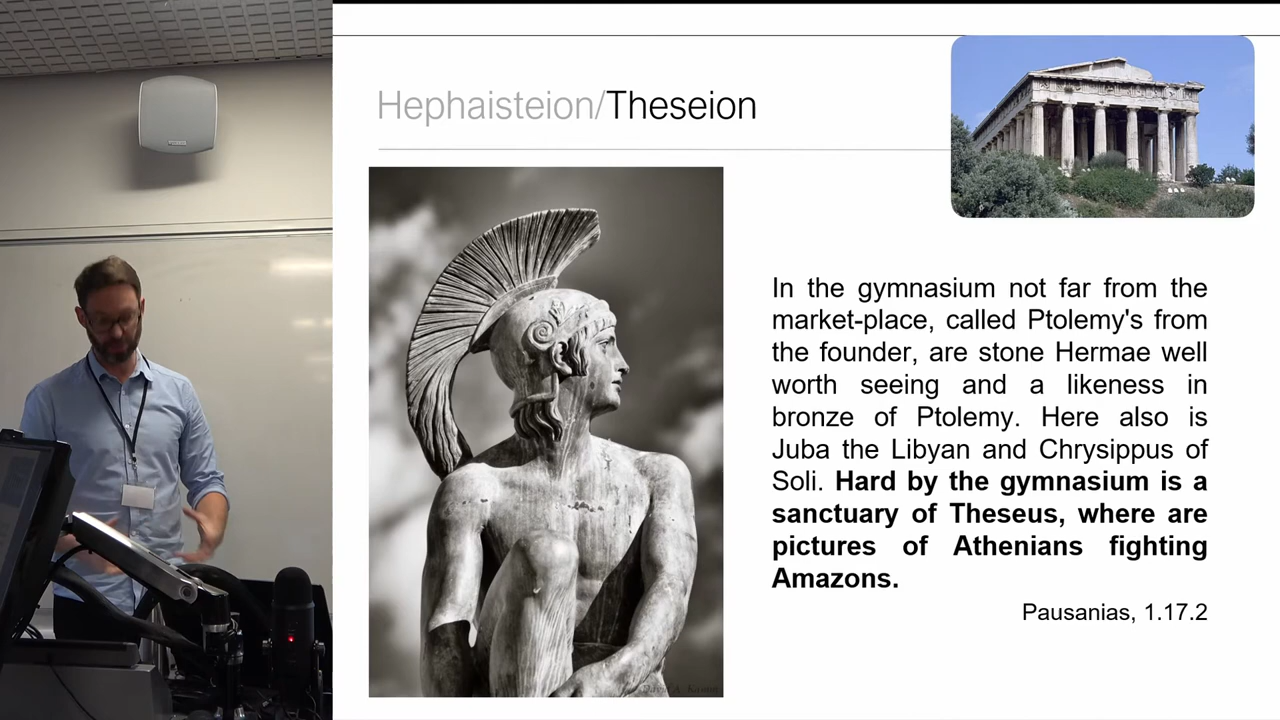 Hephaisteion/Theseion
In the gymnasium not far from the
market-place, called Ptolemy's from
the founder, are stone Hermae well
worth seeing and a likeness in
bronze of Ptolemy. Here also is
Juba the Libyan and Chrysippus of
Soli. Hard by the gymnasium is a
sanctuary of Theseus, where are
pictures of Athenians fighting
Amazons.
Pausanias, 1.17.2